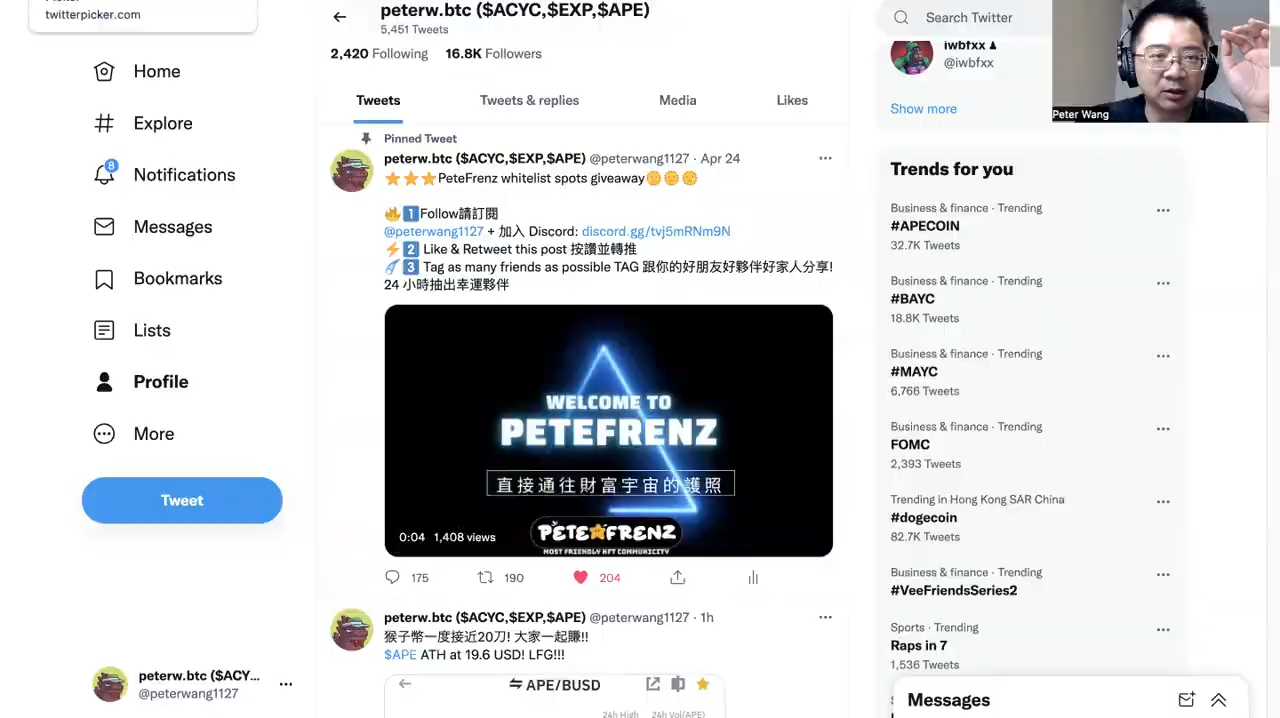 twitterpicker.com
Home
Explore
8
Notifications
Messages
Bookmarks
Lists
Profile
More
Tweet
peterw.btc ($ACY...
@peterwang1127
peterw.btc ($ACYC,$EXP,$APE)
5,451 Tweets
2,420 Following 16.8K Followers
Tweets Tweets & replies Media Likes
Pinned Tweet
peterw.btc ($ACYC,$EXP,$APE) @peterwang1127 · Apr 24
⭐⭐⭐PeteFrenz whitelist spots giveaway🌼🌼🌼
🔥1️⃣Follow請訂閱
@peterwang1127 + 加入 Discord: discord.gg/tvj5mRNm9N
⚡2️⃣ Like & Retweet this post 按讚並轉推
☄️3️⃣ Tag as many friends as possible TAG 跟你的好朋友好夥伴好家人分享!
24 小時抽出幸運夥伴
WELCOME TO
PETEFRENZ
直接通往財富宇宙的護照
PETE FRENZ
MOST FRIENDLY NFT COMMUNICITY
0:04 1,408 views
175 190 204
peterw.btc ($ACYC,$EXP,$APE) @peterwang1127 · 1h
猴子幣一度接近20刀! 大家一起賺!!
$APE ATH at 19.6 USD! LFG!!!
APE/BUSD
24h High 24h Vol(APE)
Search Twitter
iwbfxx
@iwbfxx
Show more
Peter Wang
Trends for you
Business & finance · Trending
#APECOIN
32.7K Tweets
Business & finance · Trending
#BAYC
18.8K Tweets
Business & finance · Trending
#MAYC
6,766 Tweets
Business & finance · Trending
FOMC
2,393 Tweets
Trending in Hong Kong SAR China
#dogecoin
82.7K Tweets
Business & finance · Trending
#VeeFriendsSeries2
Sports · Trending
Raps in 7
1,536 Tweets
Messages